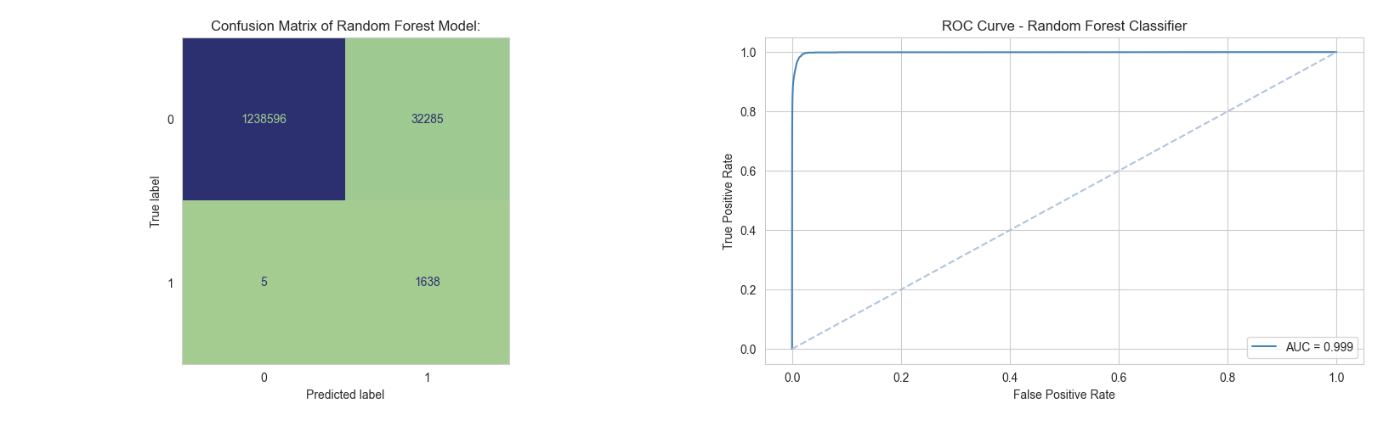 Confusion Matrix of Random Forest Model:
True label
0
1238596
32285
1
5
1638
0
1
Predicted label
ROC Curve - Random Forest Classifier
True Positive Rate
1.0
0.8
0.6
0.4
0.2
0.0
AUC = 0.999
0.0
0.2
0.4
0.6
0.8
1.0
False Positive Rate